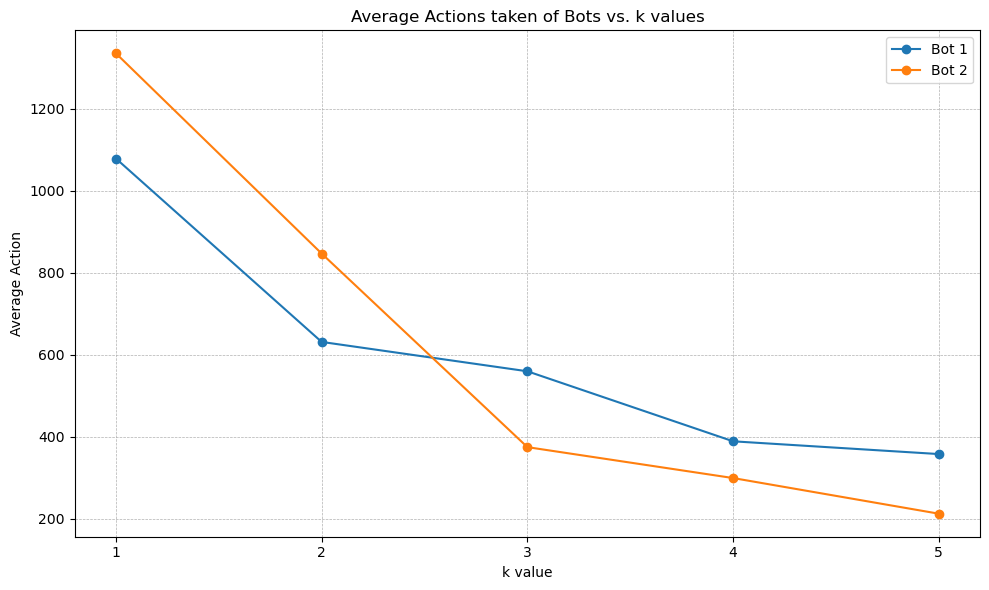 Average Actions taken of Bots vs. k values
Bot 1
Bot 2
Average Action
1200
1000
800
600
400
200
1 2 3 4 5
k value